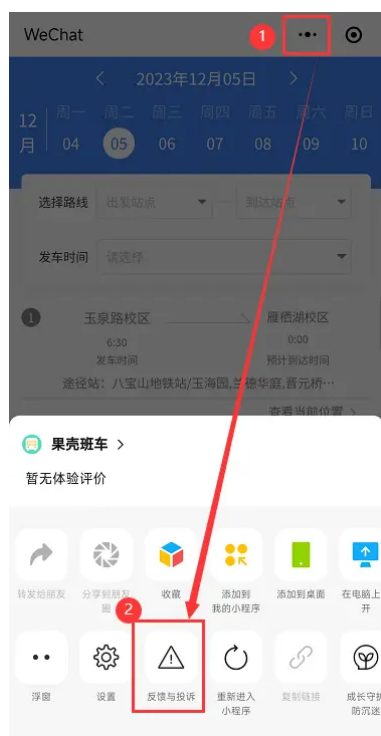 WeChat
1
2023年12月05日
12月
周一 周二 周三 周四 周五 周六 周日
04 05 06 07 08 09 10
选择路线 出发站点 到达站点
发车时间 请选择
1 玉泉路校区 雁栖湖校区
6:30 0:00
发车时间 预计到达时间
途径站：八宝山地铁站/玉海园,兰德华庭,晋元桥…
查看当前位置
果壳班车
暂无体验评价
转发给朋友 分享到朋友圈 收藏 添加到我的小程序 添加到桌面 在电脑上开
2
浮窗 设置 反馈与投诉 重新进入小程序 复制链接 成长守护防沉迷